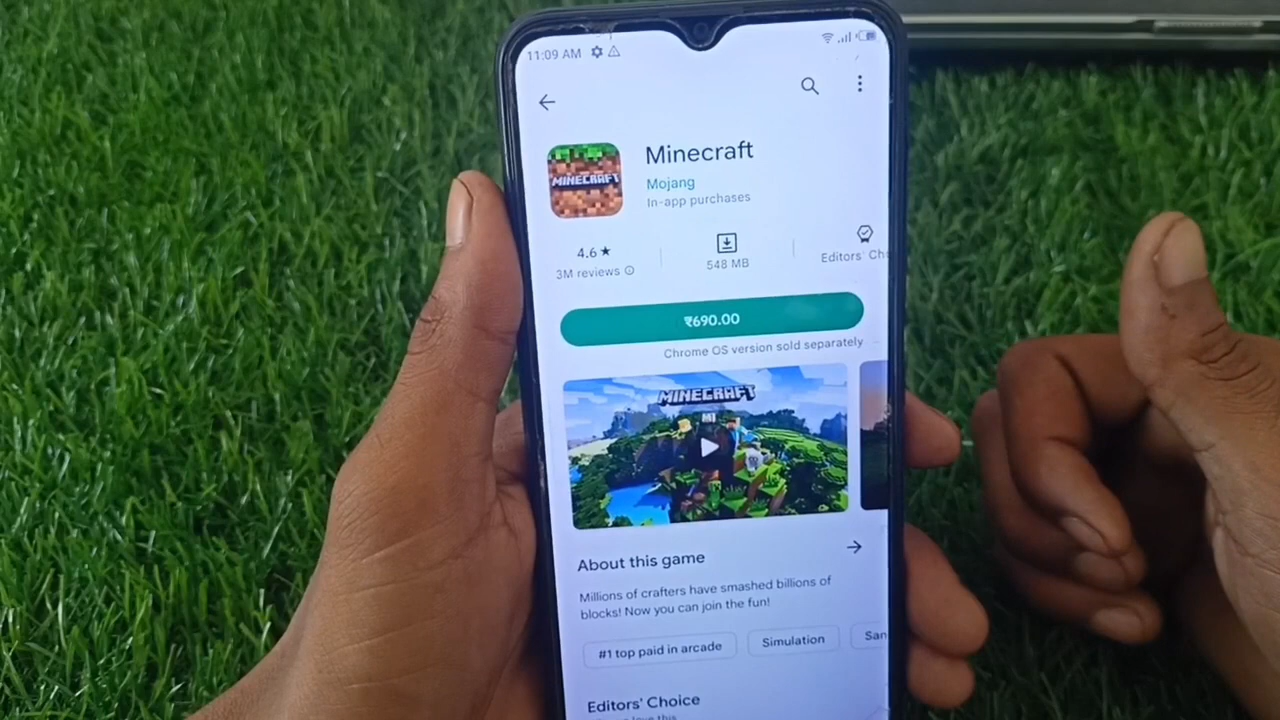 11:09 AM
MINECRAFT
Minecraft
Mojang
In-app purchases
4.6★
3M reviews
548 MB
Editors' Ch
₹690.00
Chrome OS version sold separately
MINECRAFT
About this game
Millions of crafters have smashed billions of
blocks! Now you can join the fun!
#1 top paid in arcade
Simulation
San
Editors' Choice